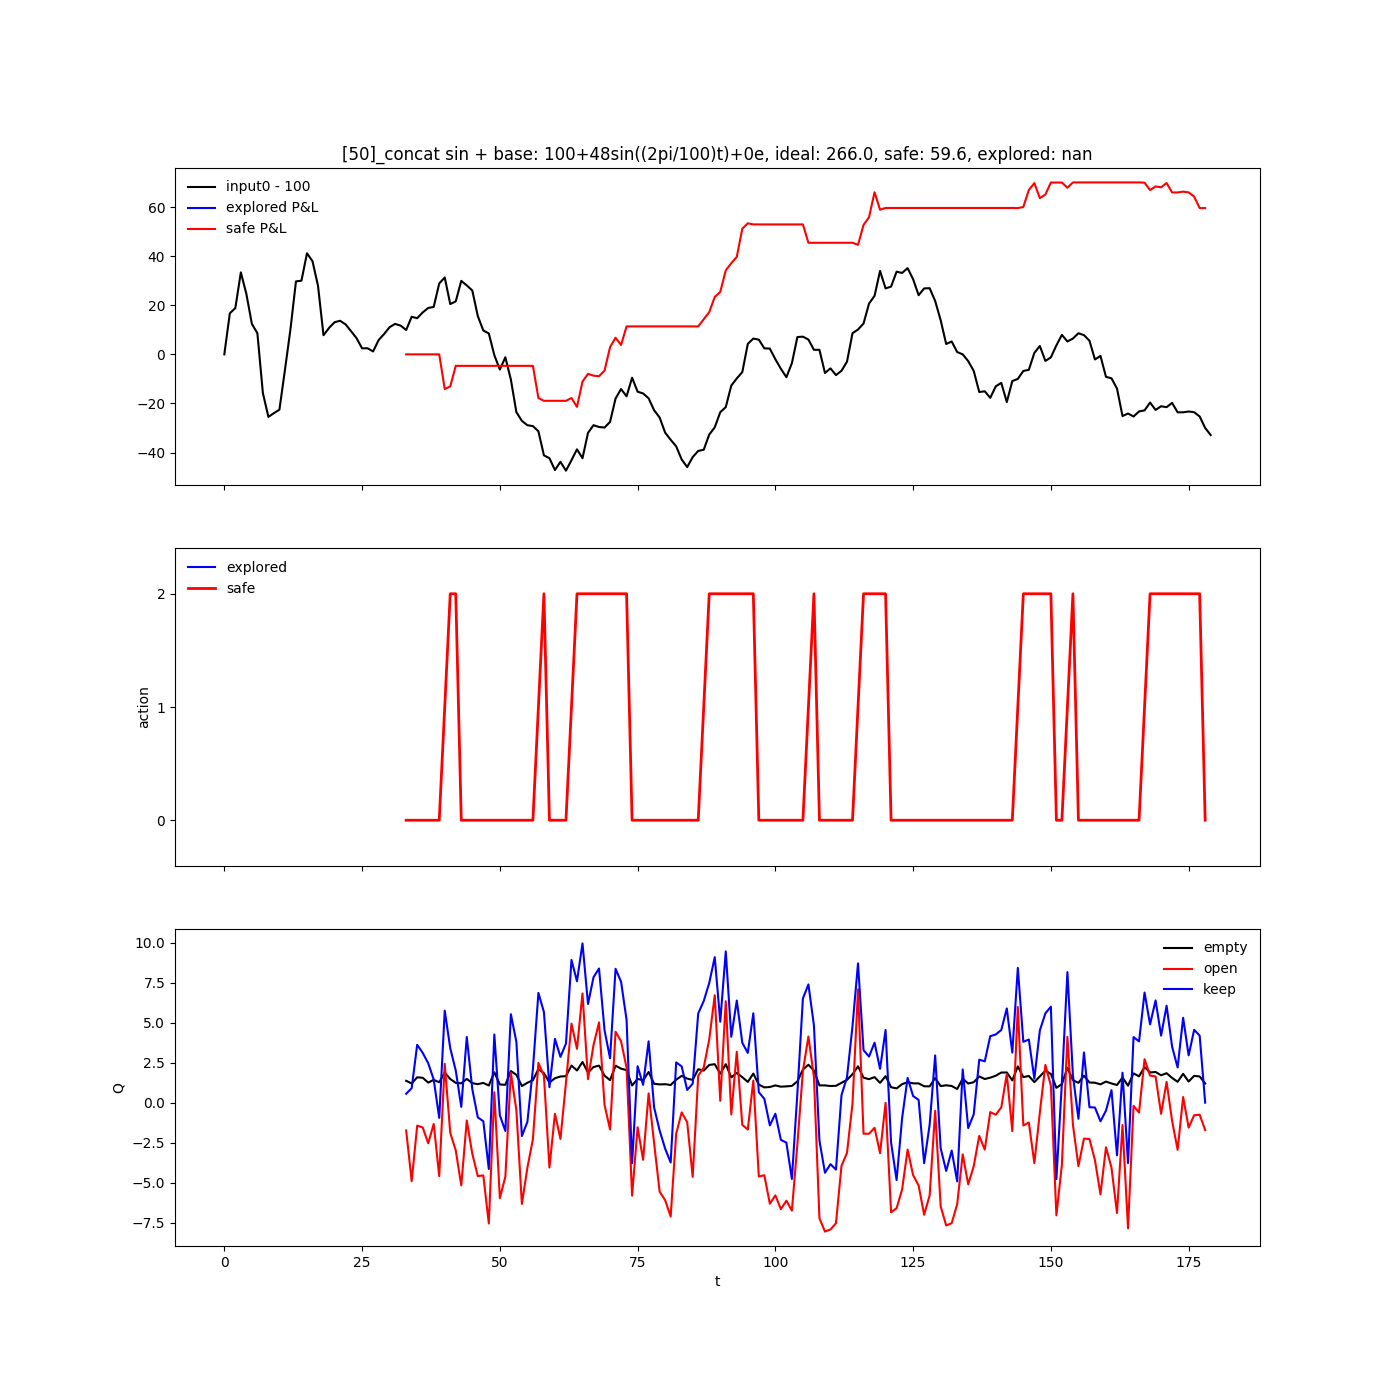 [50]_concat sin + base: 100+48sin((2pi/100)t)+0e, ideal: 266.0, safe: 59.6, explored: nan
input0 - 100
explored P&L
safe P&L
60
40
20
0
−20
−40
explored
safe
2
1
0
action
empty
open
keep
10.0
7.5
5.0
2.5
0.0
−2.5
−5.0
−7.5
Q
0 25 50 75 100 125 150 175
t